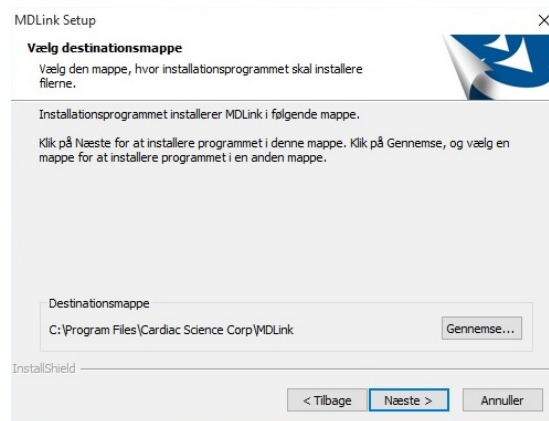 MDLink Setup
Vælg destinationsmappe
Vælg den mappe, hvor installationsprogrammet skal installere
filerne.
Installationsprogrammet installerer MDLink i følgende mappe.
Klik på Næste for at installere programmet i denne mappe. Klik på Gennemse, og vælg en
mappe for at installere programmet i en anden mappe.
Destinationsmappe
C:\Program Files\Cardiac Science Corp\MDLink
Gennemse...
InstallShield
< Tilbage
Næste >
Annuller